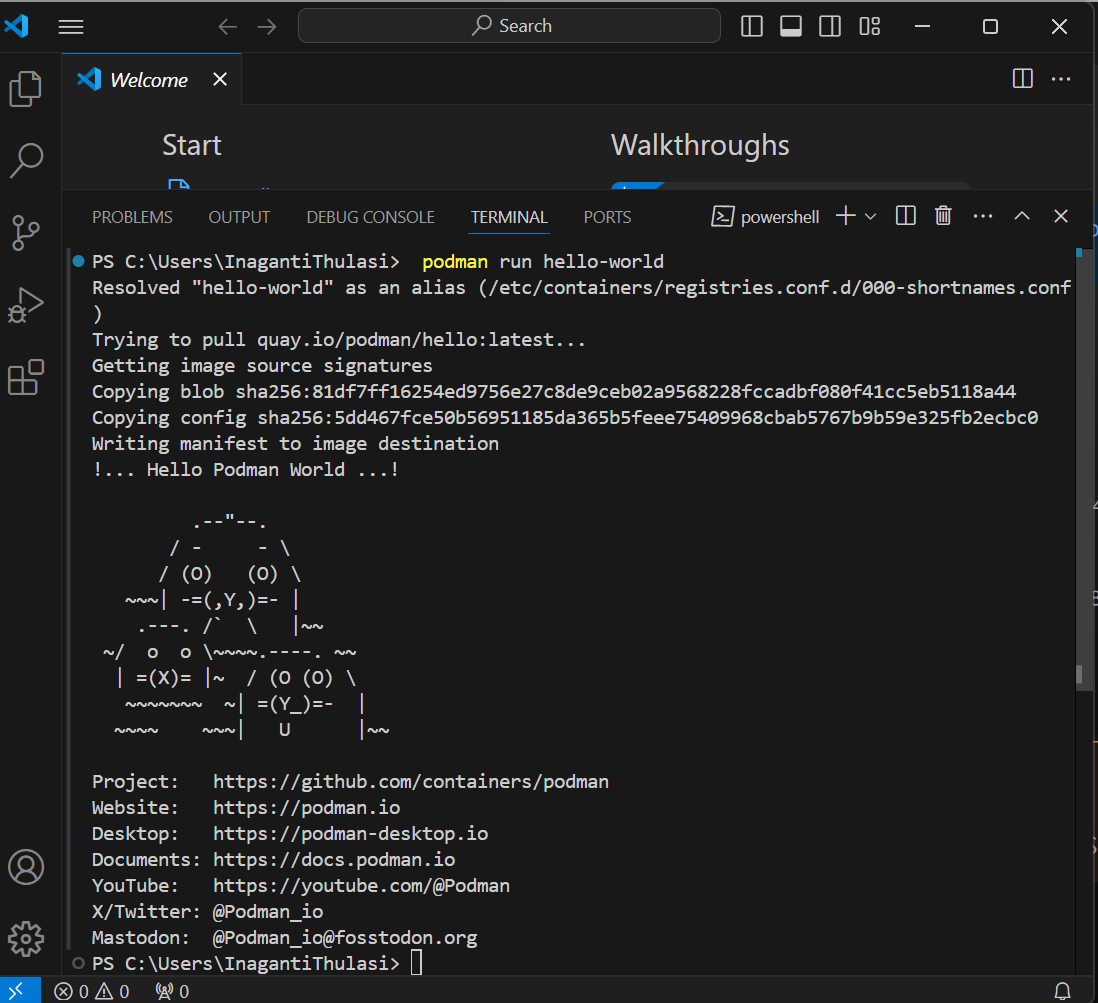 Search
Welcome
Start
Walkthroughs
PROBLEMS OUTPUT DEBUG CONSOLE TERMINAL PORTS powershell
PS C:\Users\InagantiThulasi>  podman run hello-world
Resolved "hello-world" as an alias (/etc/containers/registries.conf.d/000-shortnames.conf
)
Trying to pull quay.io/podman/hello:latest...
Getting image source signatures
Copying blob sha256:81df7ff16254ed9756e27c8de9ceb02a9568228fccadbf080f41cc5eb5118a44
Copying config sha256:5dd467fce50b56951185da365b5feee75409968cbab5767b9b59e325fb2ecbc0
Writing manifest to image destination
!... Hello Podman World ...!
         .--"--.
       / -     - \
      / (O)   (O) \
   ~~~| -=(,Y,)=- |
    .---. /`  \   |~~
 ~/  o  o \~~~~.----. ~~
  | =(X)= |~  / (O (O) \
   ~~~~~~~  ~| =(Y_)=-  |
  ~~~~    ~~~|   U      |~~
Project:   https://github.com/containers/podman
Website:   https://podman.io
Desktop:   https://podman-desktop.io
Documents: https://docs.podman.io
YouTube:   https://youtube.com/@Podman
X/Twitter: @Podman_io
Mastodon:  @Podman_io@fosstodon.org
PS C:\Users\InagantiThulasi>
0 0 0